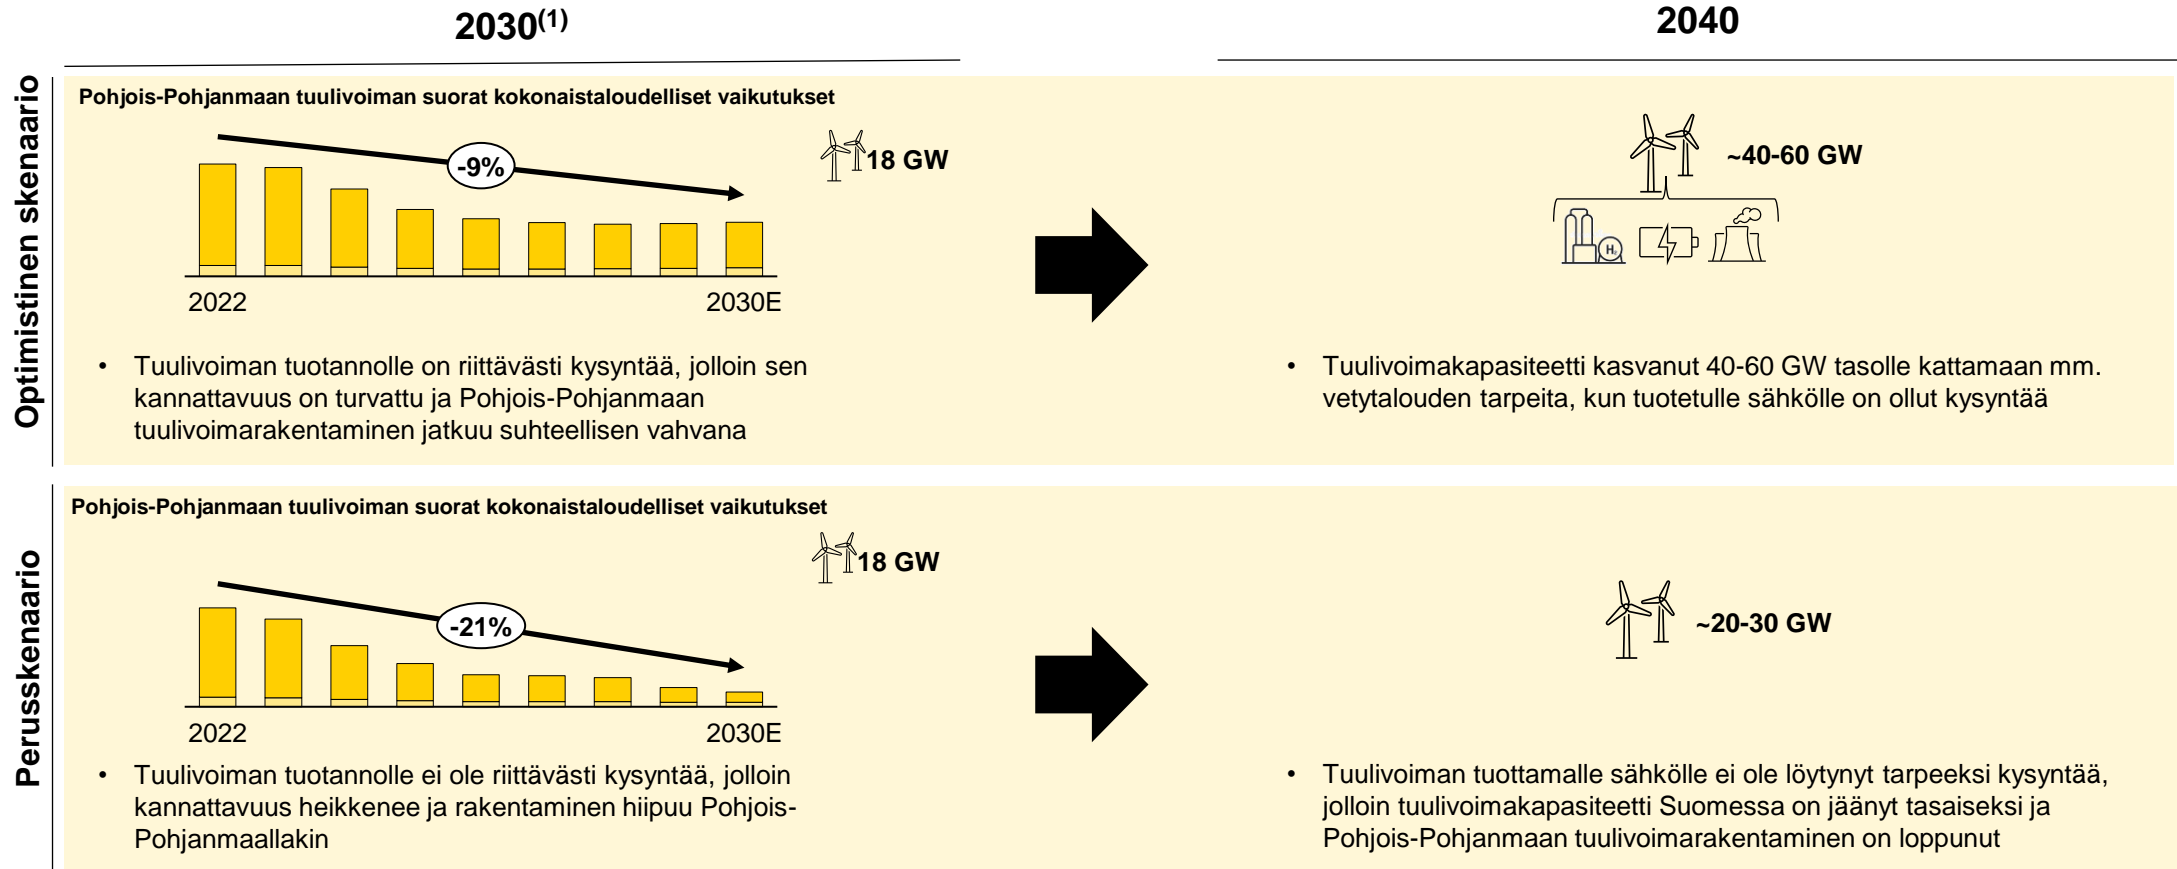 2030(1)
2040
Optimistinen skenaario
Pohjois-Pohjanmaan tuulivoiman suorat kokonaistaloudelliset vaikutukset
-9%
18 GW
2022
2030E
• Tuulivoiman tuotannolle on riittävästi kysyntää, jolloin sen
kannattavuus on turvattu ja Pohjois-Pohjanmaan
tuulivoimarakentaminen jatkuu suhteellisen vahvana
~40-60 GW
H₂
• Tuulivoimakapasiteetti kasvanut 40-60 GW tasolle kattamaan mm.
vetytalouden tarpeita, kun tuotetulle sähkölle on ollut kysyntää
Perusskenaario
Pohjois-Pohjanmaan tuulivoiman suorat kokonaistaloudelliset vaikutukset
-21%
18 GW
2022
2030E
• Tuulivoiman tuotannolle ei ole riittävästi kysyntää, jolloin
kannattavuus heikkenee ja rakentaminen hiipuu Pohjois-
Pohjanmaallakin
~20-30 GW
• Tuulivoiman tuottamalle sähkölle ei ole löytynyt tarpeeksi kysyntää,
jolloin tuulivoimakapasiteetti Suomessa on jäänyt tasaiseksi ja
Pohjois-Pohjanmaan tuulivoimarakentaminen on loppunut